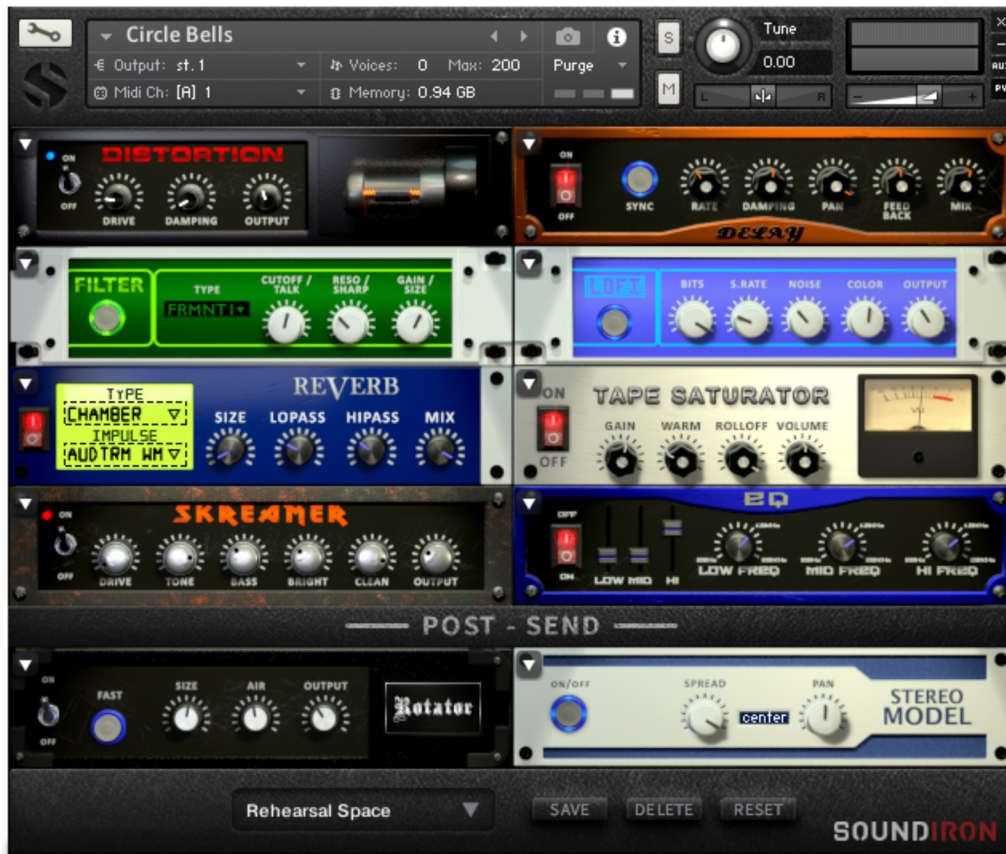 Circle Bells
Output: st.1
Voices: 0 Max: 200
Purge
Midi Ch: [A] 1
Memory: 0.94 GB
S
M
Tune
0.00
L
R
- +
AUX
PV
DISTORTION
ON
OFF
DRIVE DAMPING OUTPUT
ON
OFF
SYNC RATE DAMPING PAN FEED BACK MIX
DELAY
FILTER
TYPE
FRMNT1
CUTOFF / TALK
RESO / SHARP
GAIN / SIZE
LOFI
BITS S.RATE NOISE COLOR OUTPUT
TYPE
CHAMBER
IMPULSE
AUDTRM WM
REVERB
SIZE LOPASS HIPASS MIX
ON
OFF
TAPE SATURATOR
GAIN WARM ROLLOFF VOLUME
VU
SKREAMER
ON
OFF
DRIVE TONE BASS BRIGHT CLEAN OUTPUT
EQ
OFF
ON
LOW MID HI
LOW FREQ MID FREQ HI FREQ
POST - SEND
ON
OFF
FAST SIZE AIR OUTPUT
Rotator
ON/OFF
SPREAD
center
PAN
STEREO
MODEL
Rehearsal Space
SAVE DELETE RESET
SOUNDIRON